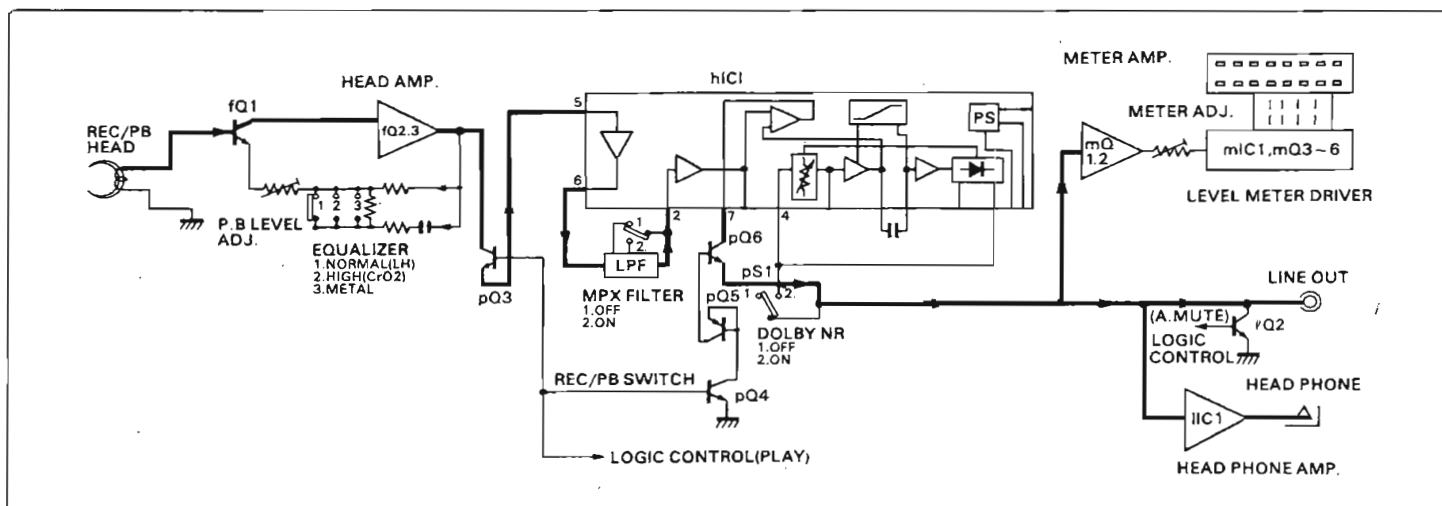 hICI
HEAD AMP.
METER AMP.
fQ1
REC/PB
HEAD
fQ2.3
5
6
PS
METER ADJ.
mQ
1.2
mIC1,mQ3~6
LEVEL METER DRIVER
1 2 3
P.B LEVEL
ADJ.
EQUALIZER
1.NORMAL(LH)
2.HIGH(CrO2)
3.METAL
pQ3
2
7
4
1
2.
LPF
MPX FILTER
1.OFF
2.ON
pQ6
pS1
1
2.
pQ5
DOLBY NR
1.OFF
2.ON
LINE OUT
(A.MUTE)
LOGIC
CONTROL
REC/PB SWITCH
pQ4
LOGIC CONTROL(PLAY)
HEAD PHONE
IIC1
HEAD PHONE AMP.